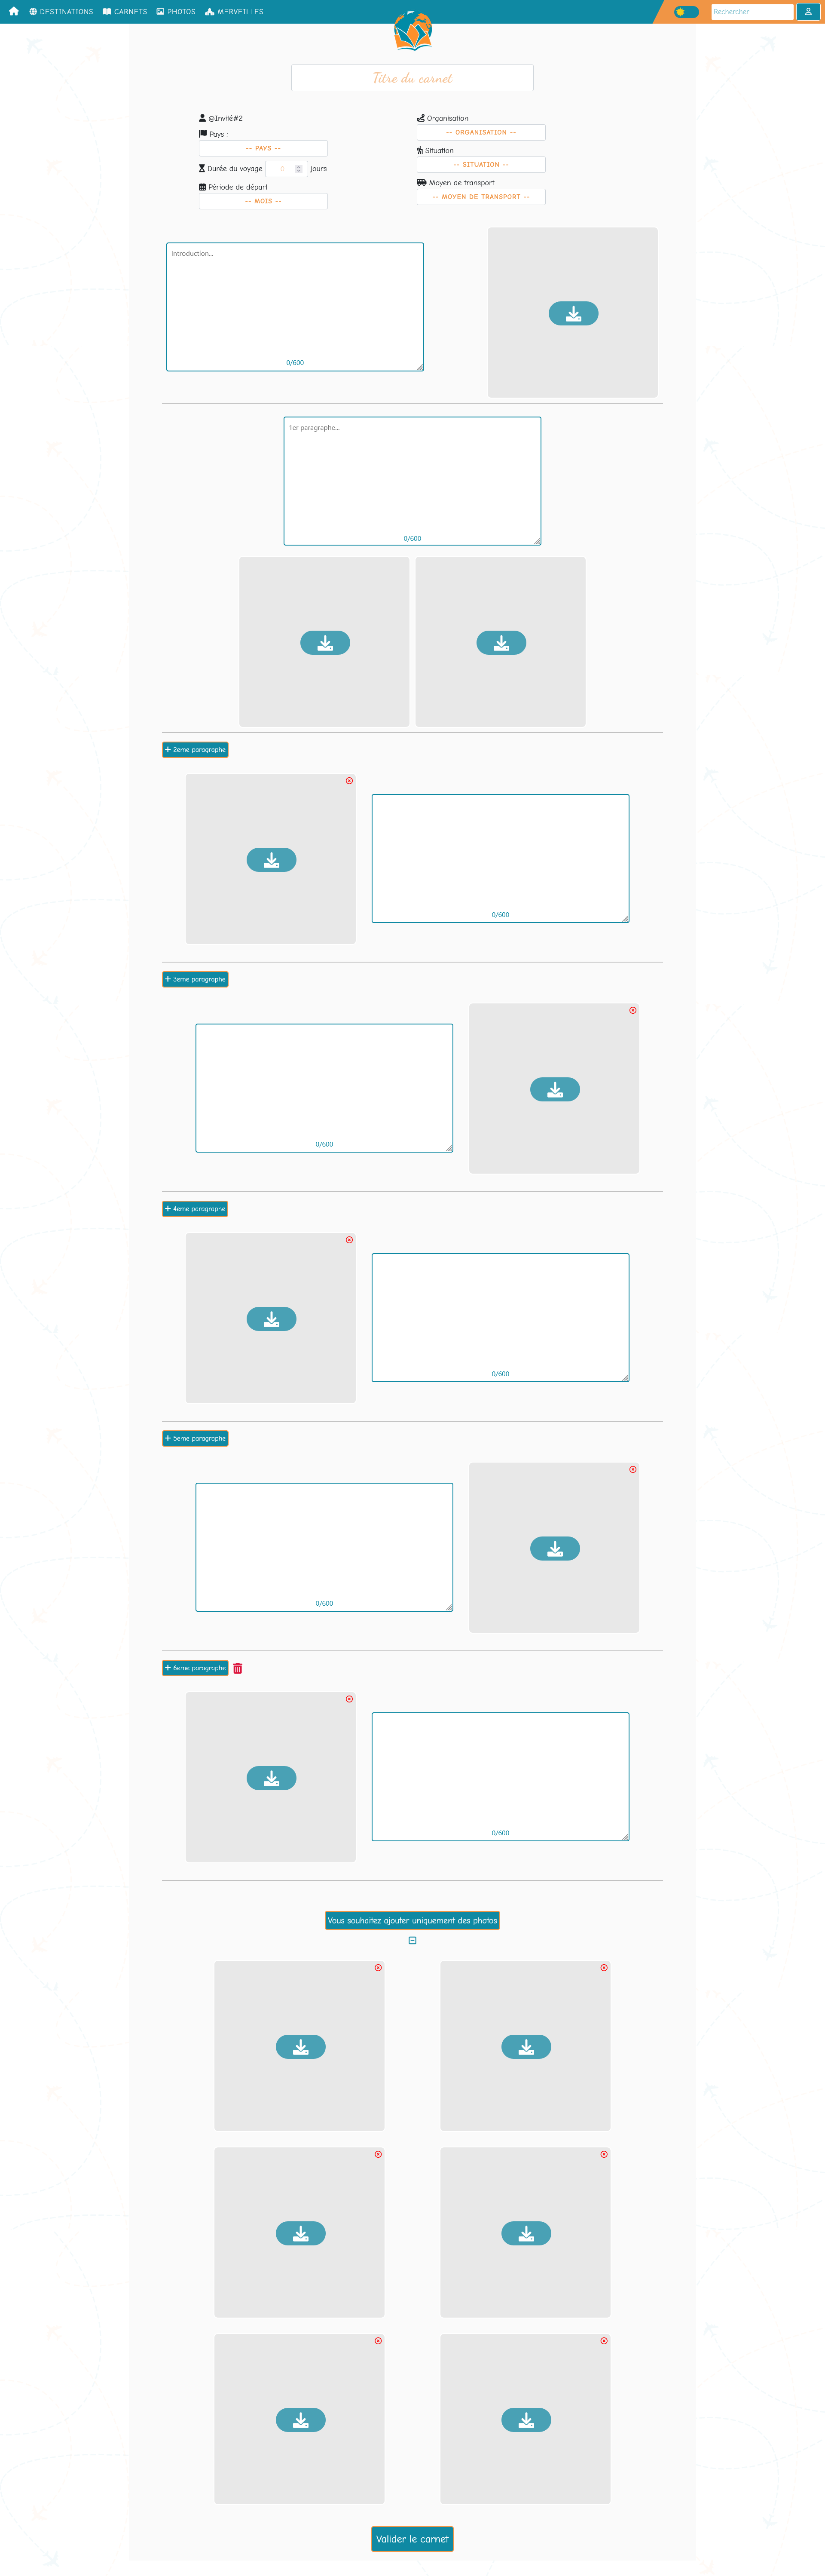 DESTINATIONS CARNETS PHOTOS MERVEILLES
Rechercher
Titre du carnet
@Invité#2
Pays :
-- PAYS --
Durée du voyage 0 jours
Période de départ
-- MOIS --
Organisation
-- ORGANISATION --
Situation
-- SITUATION --
Moyen de transport
-- MOYEN DE TRANSPORT --
Introduction...
0/600
1er paragraphe...
0/600
2eme paragraphe
0/600
3eme paragraphe
0/600
4eme paragraphe
0/600
5eme paragraphe
0/600
6eme paragraphe
0/600
Vous souhaitez ajouter uniquement des photos
Valider le carnet